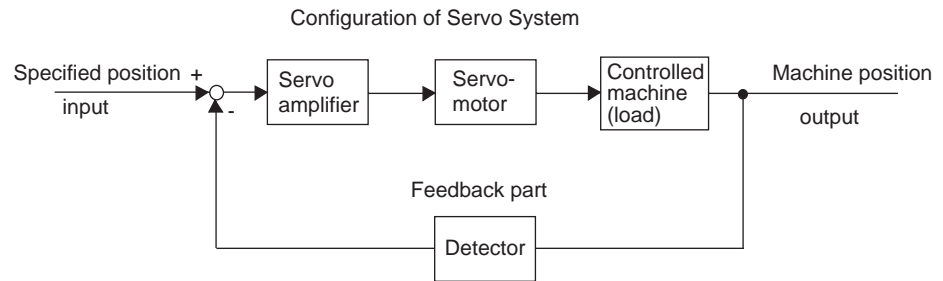 Configuration of Servo System
Specified position +
input
-
Servo
amplifier
Servo-
motor
Controlled
machine
(load)
Machine position
output
Feedback part
Detector